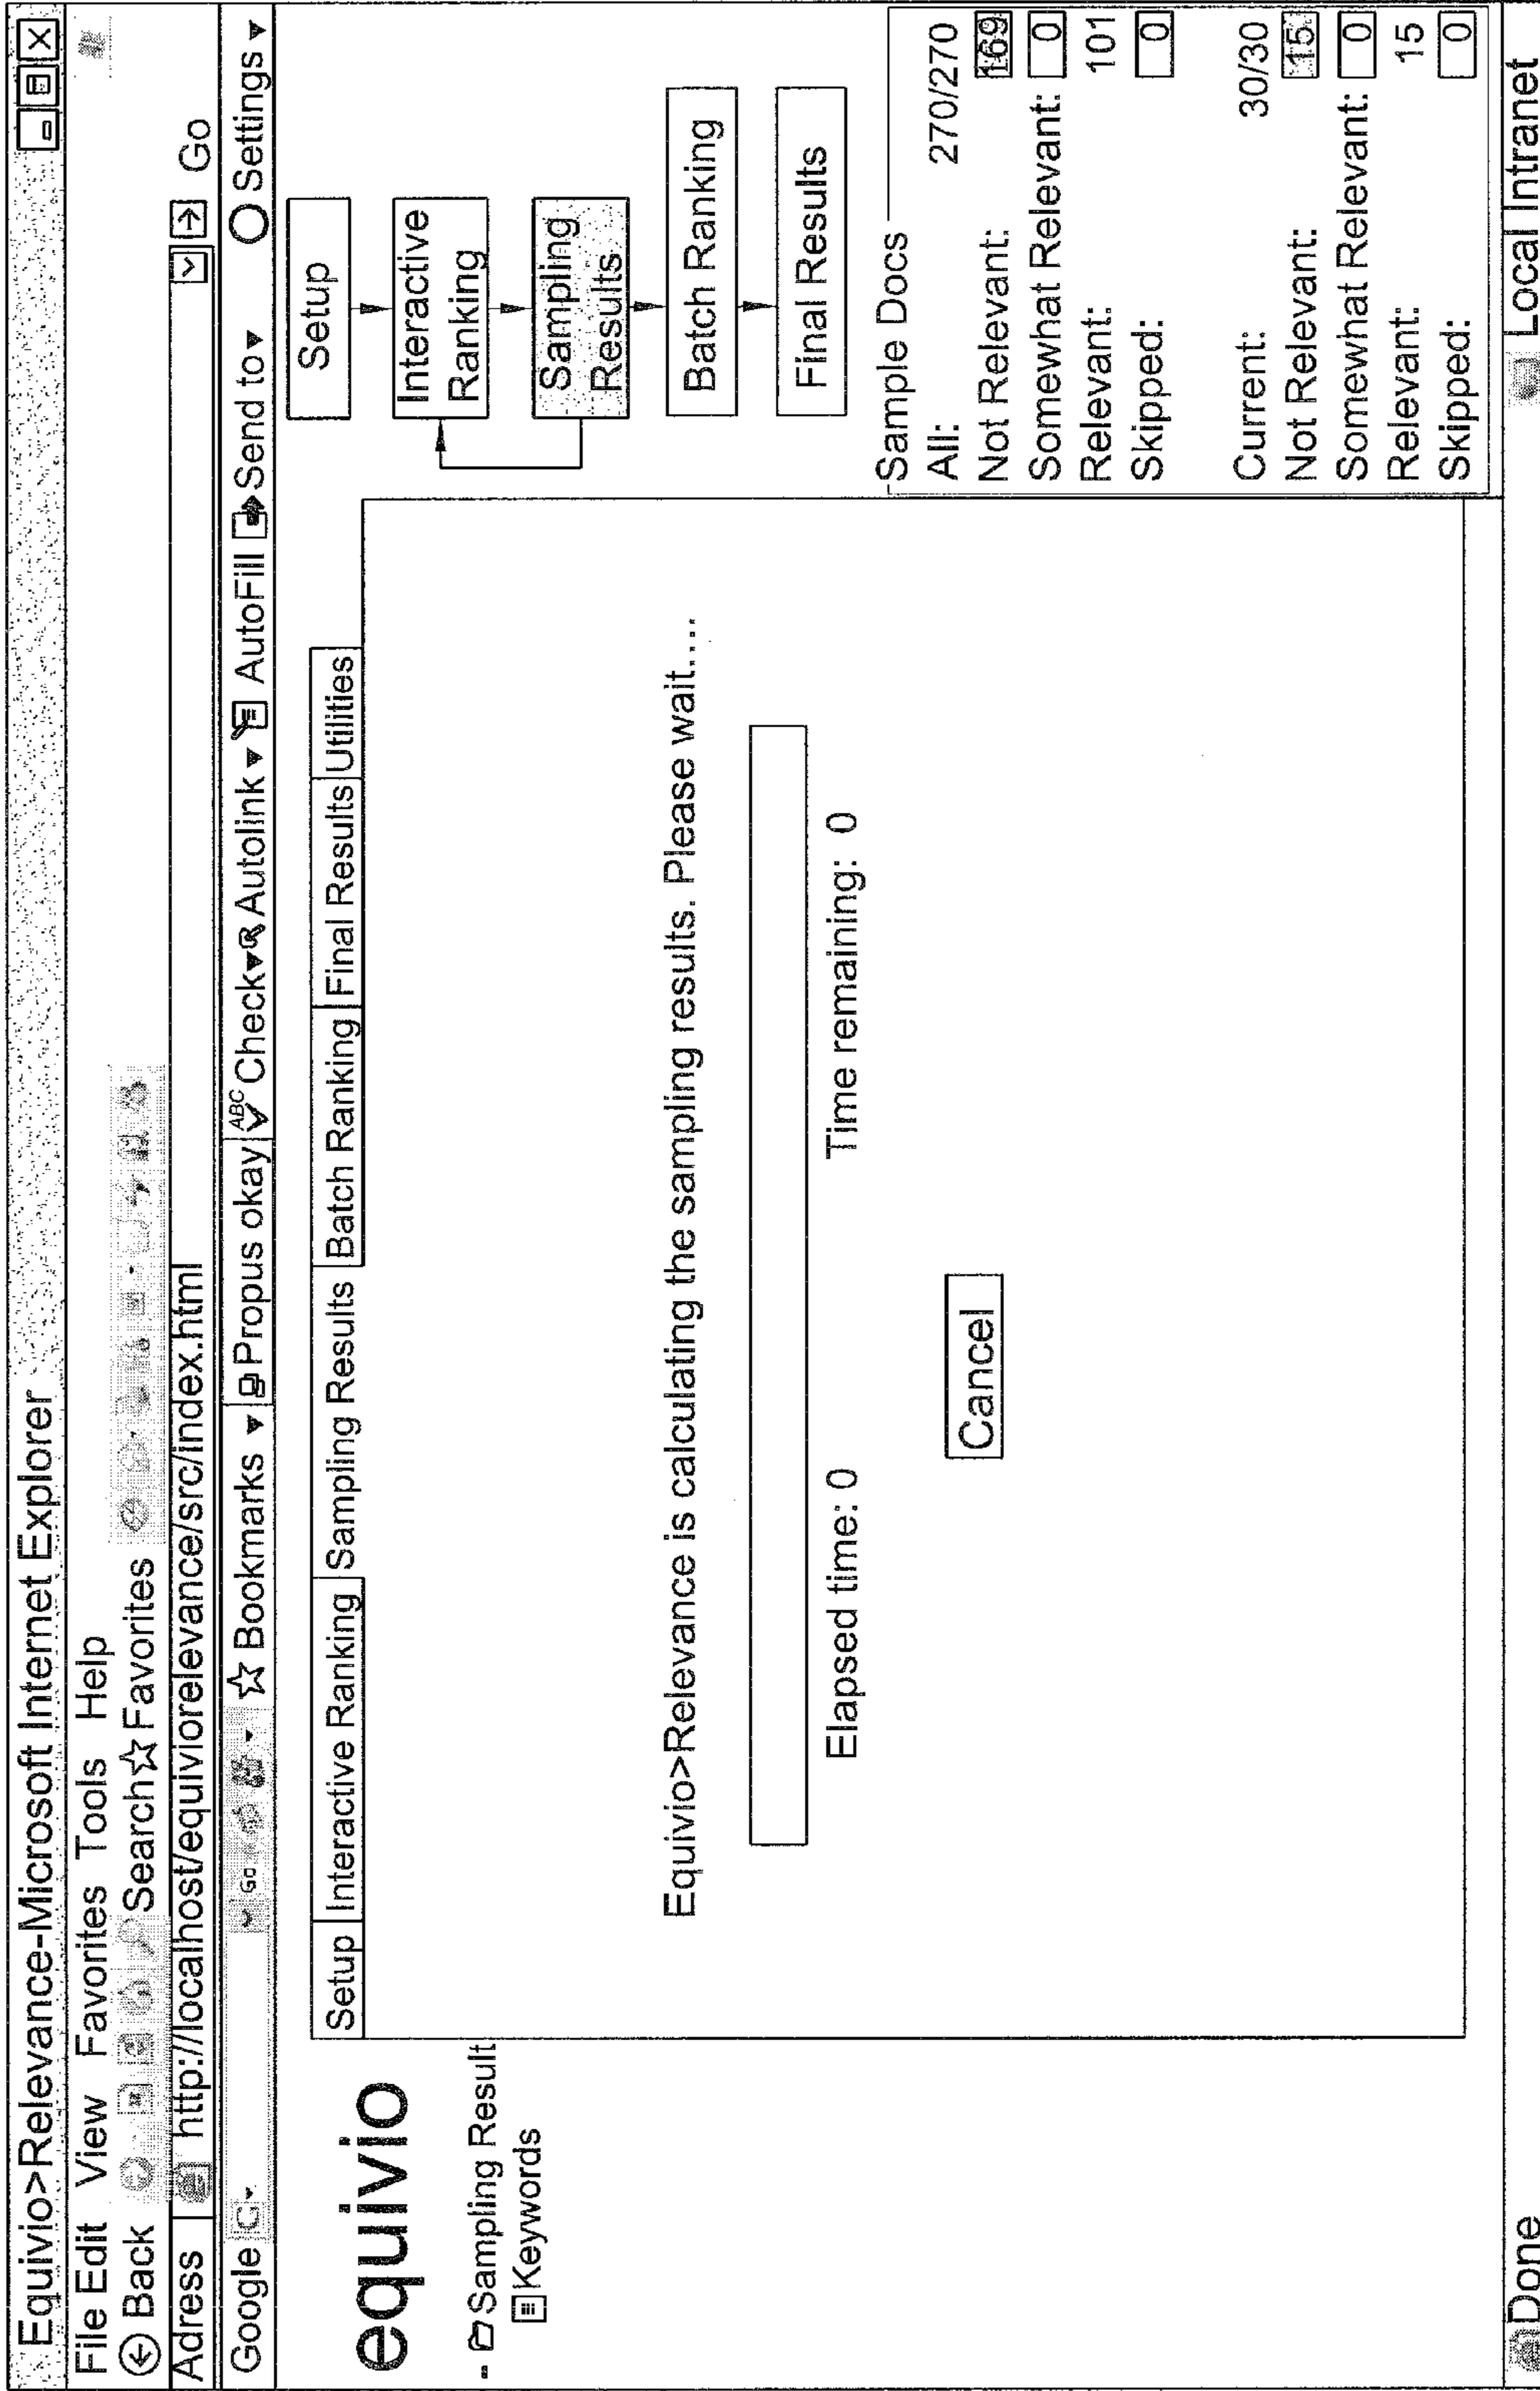 Equivio>Relevance-Microsoft Internet Explorer
File Edit View Favorites Tools Help
Back Search Favorites
Adress http://localhost/equiviorelevance/src/index.html Go
Google Go Bookmarks Propus okay ABC Check Autolink AutoFill Send to Settings
equivio
- Sampling Result
Keywords
Setup Interactive Ranking Sampling Results Batch Ranking Final Results Utilities
Equivio>Relevance is calculating the sampling results. Please wait....
Elapsed time: 0 Time remaining: 0
Cancel
Setup
Interactive
Ranking
Sampling
Results
Batch Ranking
Final Results
Sample Docs
All: 270/270
Not Relevant: 169
Somewhat Relevant: 0
Relevant: 101
Skipped: 0
Current: 30/30
Not Relevant: 15
Somewhat Relevant: 0
Relevant: 15
Skipped: 0
Done Local Intranet